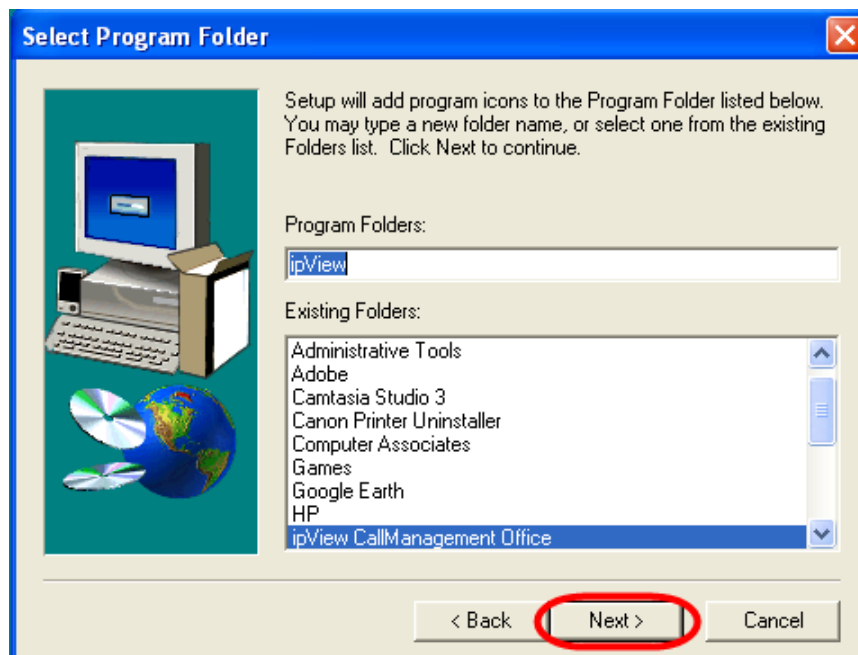 Select Program Folder
Setup will add program icons to the Program Folder listed below.
You may type a new folder name, or select one from the existing
Folders list. Click Next to continue.
Program Folders:
ipView
Existing Folders:
Administrative Tools
Adobe
Camtasia Studio 3
Canon Printer Uninstaller
Computer Associates
Games
Google Earth
HP
ipView CallManagement Office
< Back Next > Cancel